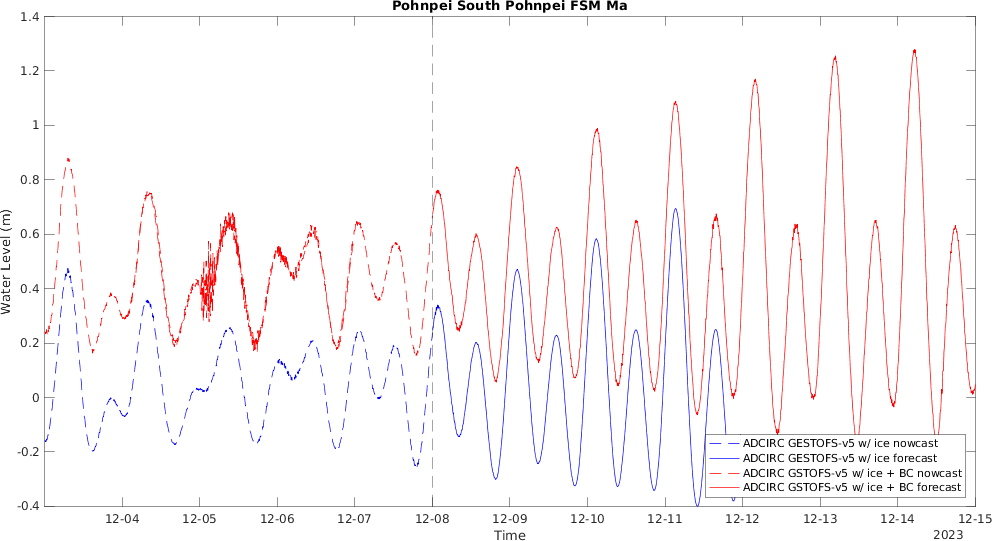 Pohnpei South Pohnpei FSM Ma
1.4
1.2
1
0.8
0.6
0.4
0.2
0
-0.2
-0.4
Water Level (m)
ADCIRC GESTOFS-v5 w/ ice nowcast
ADCIRC GESTOFS-v5 w/ ice forecast
ADCIRC GSTOFS-v5 w/ ice + BC nowcast
ADCIRC GSTOFS-v5 w/ ice + BC forecast
12-04 12-05 12-06 12-07 12-08 12-09 12-10 12-11 12-12 12-13 12-14 12-15
Time
2023